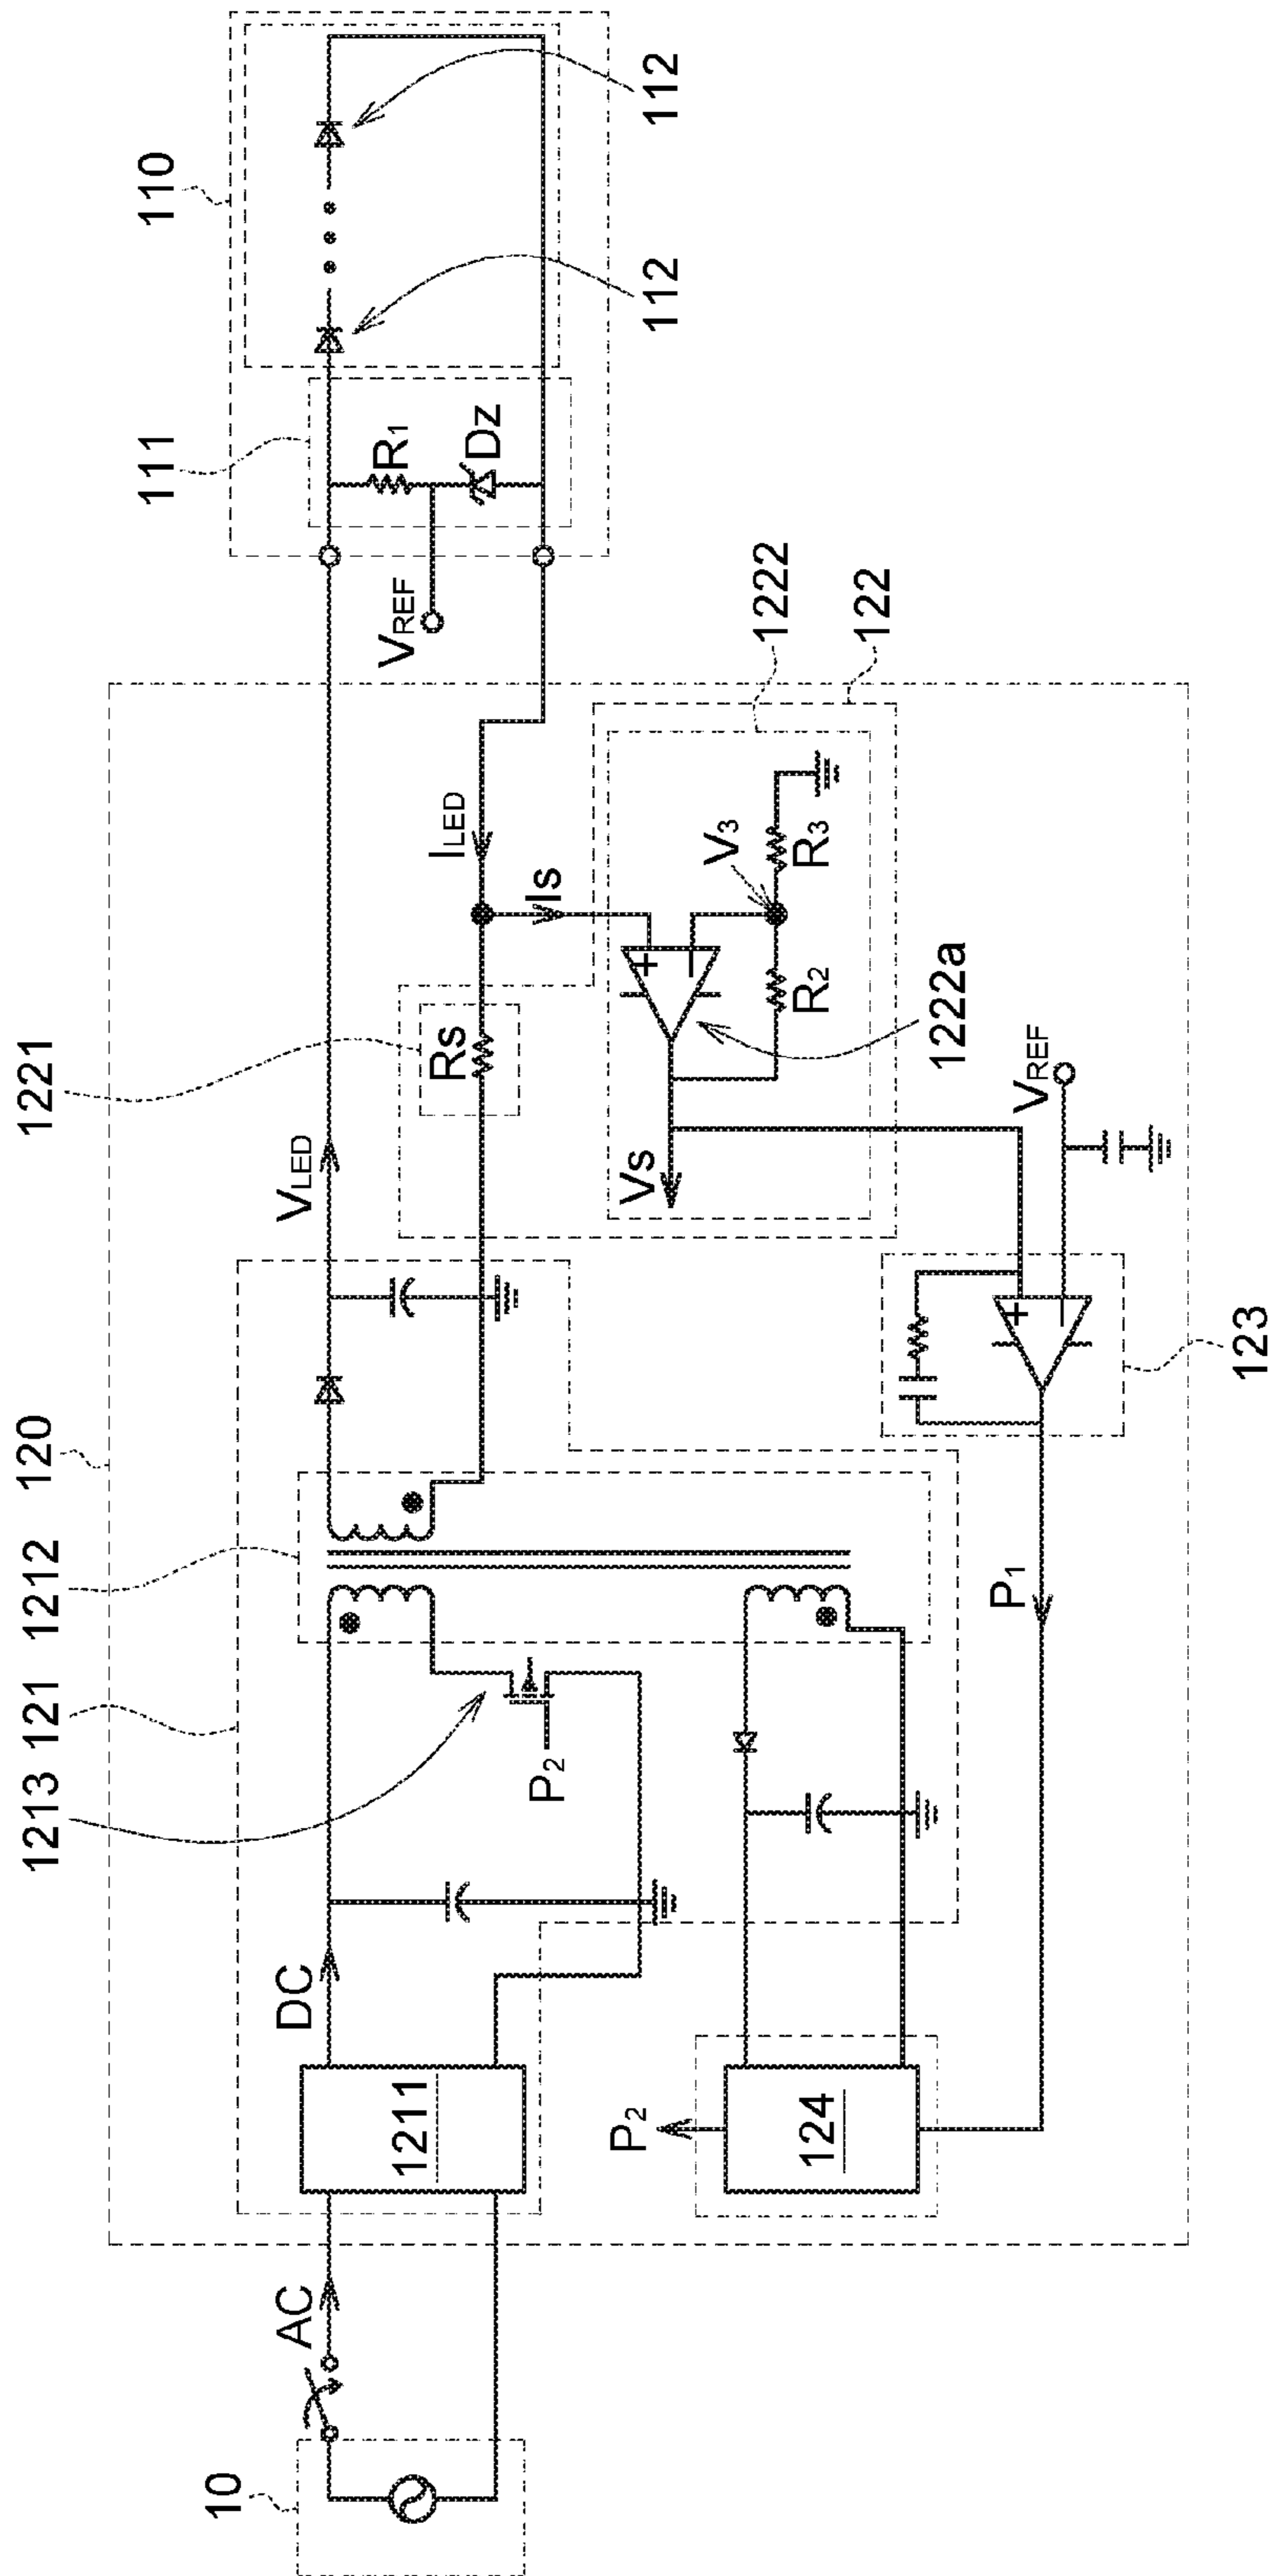 110
112
112
111
R1
Dz
VREF
1222
122
ILED
V3
R3
vIs
R2
1222a
1221
Rs
VLED
Vs
VREF
120
123
1212
121
1213
P2
P1
DC
1211
P2
124
AC
10
+
−
+
−